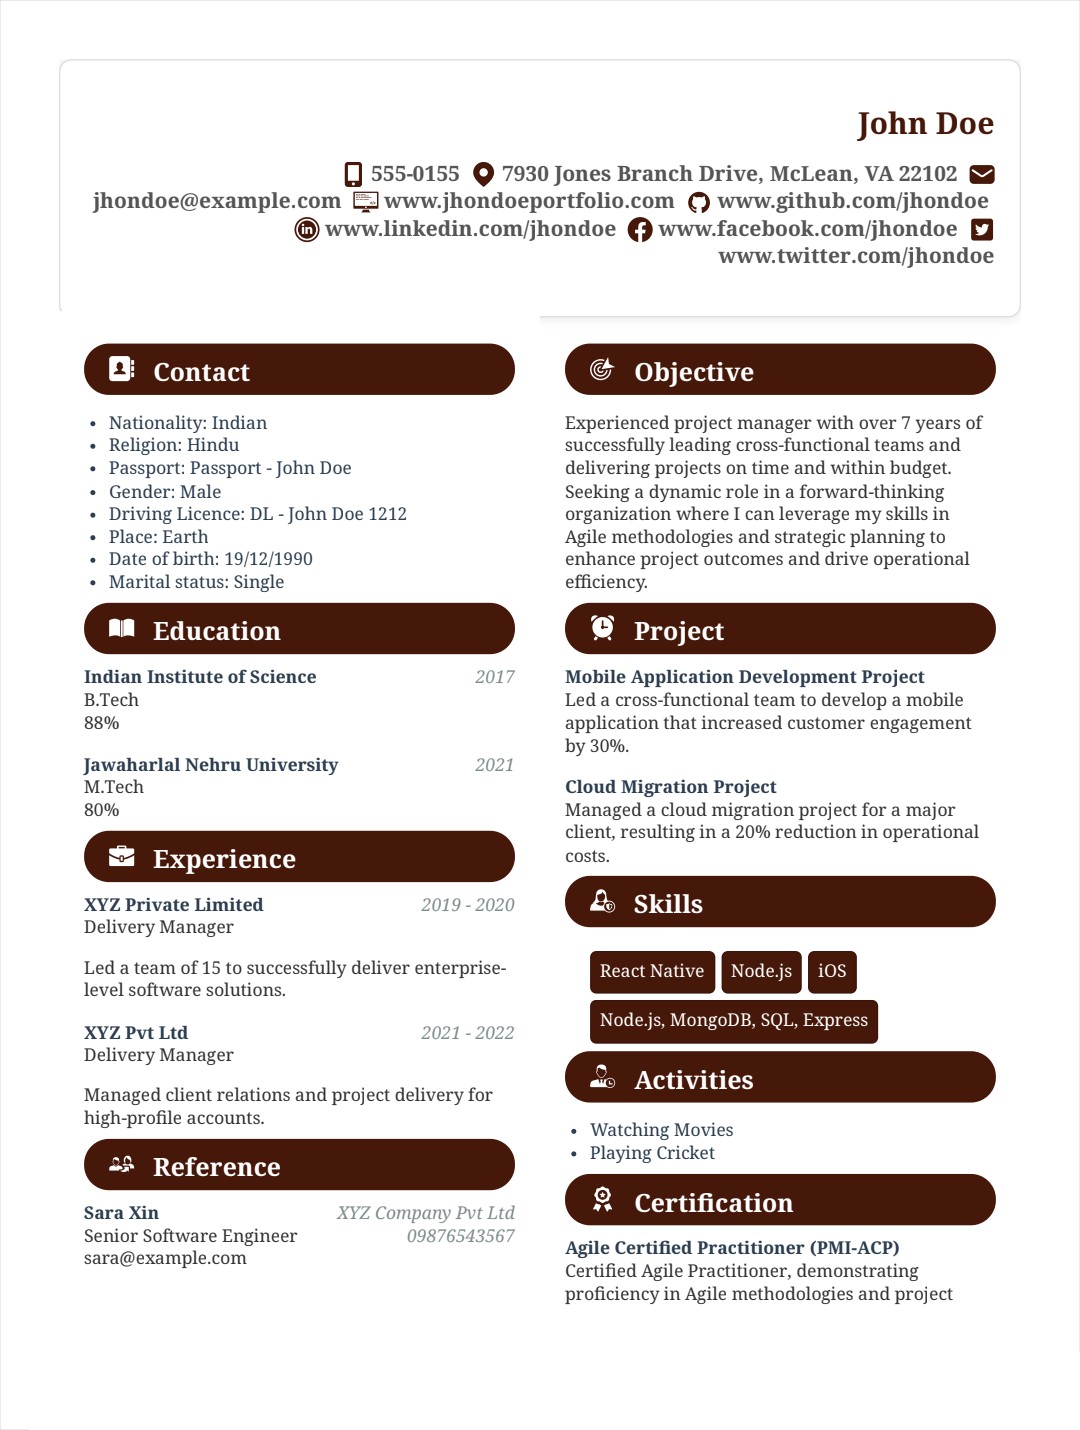 John Doe
555-0155 7930 Jones Branch Drive, McLean, VA 22102
jhondoe@example.com www.jhondoeportfolio.com www.github.com/jhondoe
www.linkedin.com/jhondoe www.facebook.com/jhondoe
www.twitter.com/jhondoe
Contact
• Nationality: Indian
• Religion: Hindu
• Passport: Passport - John Doe
• Gender: Male
• Driving Licence: DL - John Doe 1212
• Place: Earth
• Date of birth: 19/12/1990
• Marital status: Single
Education
Indian Institute of Science 2017
B.Tech
88%
Jawaharlal Nehru University 2021
M.Tech
80%
Experience
XYZ Private Limited 2019 - 2020
Delivery Manager
Led a team of 15 to successfully deliver enterprise-
level software solutions.
XYZ Pvt Ltd 2021 - 2022
Delivery Manager
Managed client relations and project delivery for
high-profile accounts.
Reference
Sara Xin XYZ Company Pvt Ltd
Senior Software Engineer 09876543567
sara@example.com
Objective
Experienced project manager with over 7 years of
successfully leading cross-functional teams and
delivering projects on time and within budget.
Seeking a dynamic role in a forward-thinking
organization where I can leverage my skills in
Agile methodologies and strategic planning to
enhance project outcomes and drive operational
efficiency.
Project
Mobile Application Development Project
Led a cross-functional team to develop a mobile
application that increased customer engagement
by 30%.
Cloud Migration Project
Managed a cloud migration project for a major
client, resulting in a 20% reduction in operational
costs.
Skills
React Native Node.js iOS
Node.js, MongoDB, SQL, Express
Activities
• Watching Movies
• Playing Cricket
Certification
Agile Certified Practitioner (PMI-ACP)
Certified Agile Practitioner, demonstrating
proficiency in Agile methodologies and project